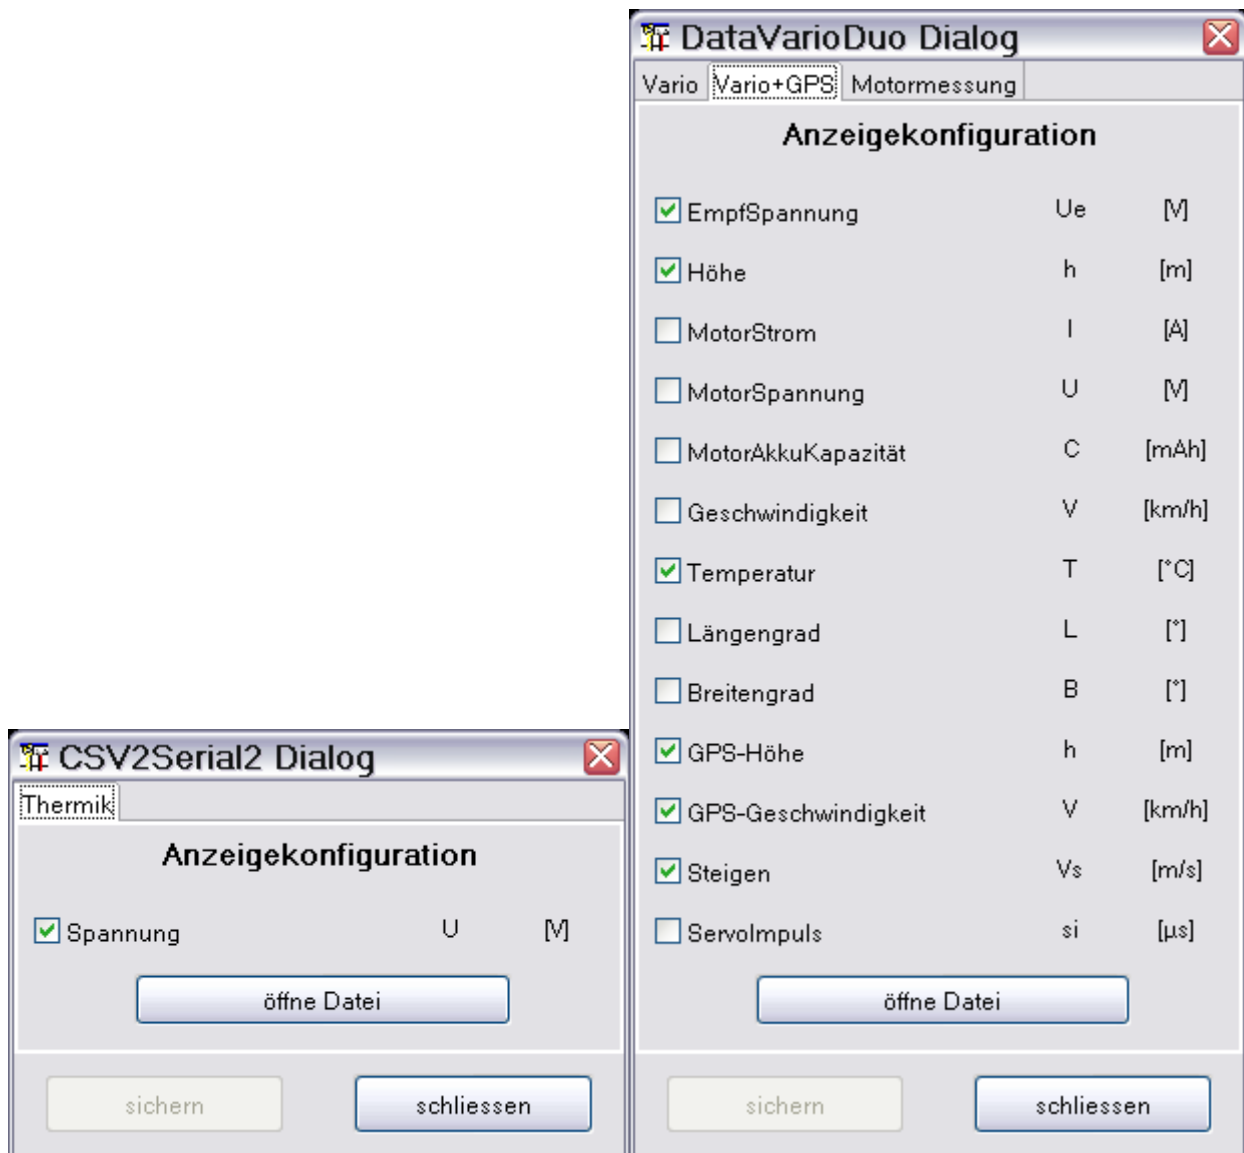 DataVarioDuo Dialog
Vario Vario+GPS Motormessung
Anzeigekonfiguration
EmpfSpannung Ue [V]
Höhe h [m]
MotorStrom I [A]
MotorSpannung U [V]
MotorAkkuKapazität C [mAh]
Geschwindigkeit V [km/h]
Temperatur T [°C]
Längengrad L [°]
Breitengrad B [°]
GPS-Höhe h [m]
GPS-Geschwindigkeit V [km/h]
Steigen Vs [m/s]
ServoImpuls si [µs]
öffne Datei
sichern schliessen
CSV2Serial2 Dialog
Thermik
Anzeigekonfiguration
Spannung U [V]
öffne Datei
sichern schliessen